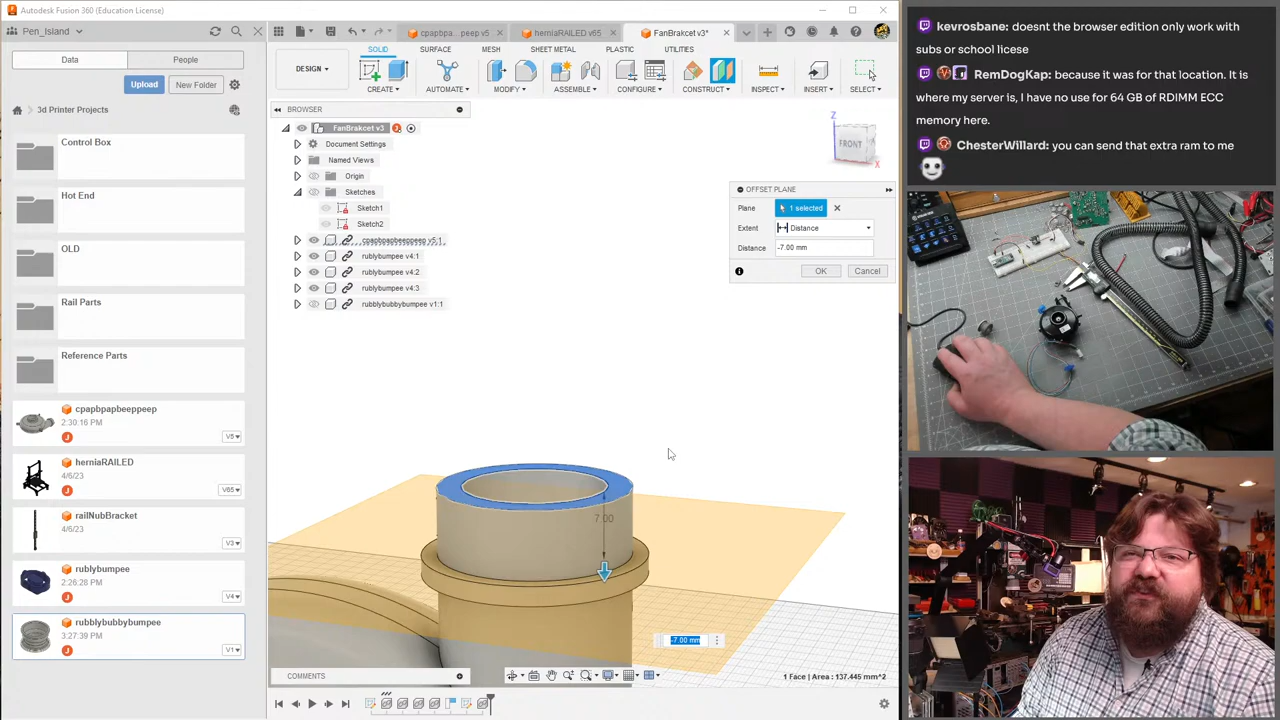 Autodesk Fusion 360 (Education License)
Pen_Island
cpapbpa... peep v5
herniaRAILED v65
FanBrakcet v3*
Data
People
Upload
New Folder
3d Printer Projects
Control Box
Hot End
OLD
Rail Parts
Reference Parts
cpapbpapbeeppeep
2:30:16 PM
V5
herniaRAILED
4/6/23
V65
railNubBracket
4/6/23
V3
rublybumpee
2:26:28 PM
V4
rubblybubbybumpee
3:27:39 PM
V1
SOLID
SURFACE
MESH
SHEET METAL
PLASTIC
UTILITIES
DESIGN
CREATE
AUTOMATE
MODIFY
ASSEMBLE
CONFIGURE
CONSTRUCT
INSPECT
INSERT
SELECT
BROWSER
FanBrakcet v3
Document Settings
Named Views
Origin
Sketches
Sketch1
Sketch2
cpapbpapbeeppeep v5:1
rublybumpee v4:1
rublybumpee v4:2
rublybumpee v4:3
rubblybubbybumpee v1:1
Z
FRONT
X
OFFSET PLANE
Plane
1 selected
Extent
Distance
Distance
-7.00 mm
OK
Cancel
7.00
-7.00 mm
COMMENTS
1 Face | Area : 137.445 mm^2
kevrosbane: doesnt the browser edition only work with
subs or school licese
RemDogKap: because it was for that location. It is
where my server is, I have no use for 64 GB of RDIMM ECC
memory here.
ChesterWillard: you can send that extra ram to me